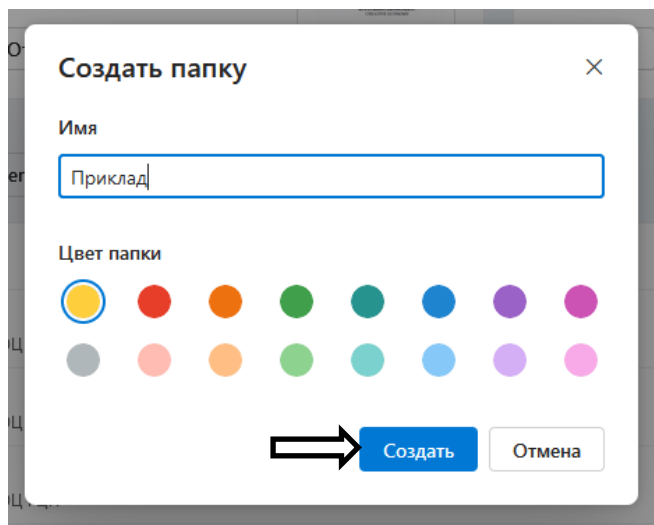 Создать папку
Имя
Приклад
Цвет папки
Создать
Отмена